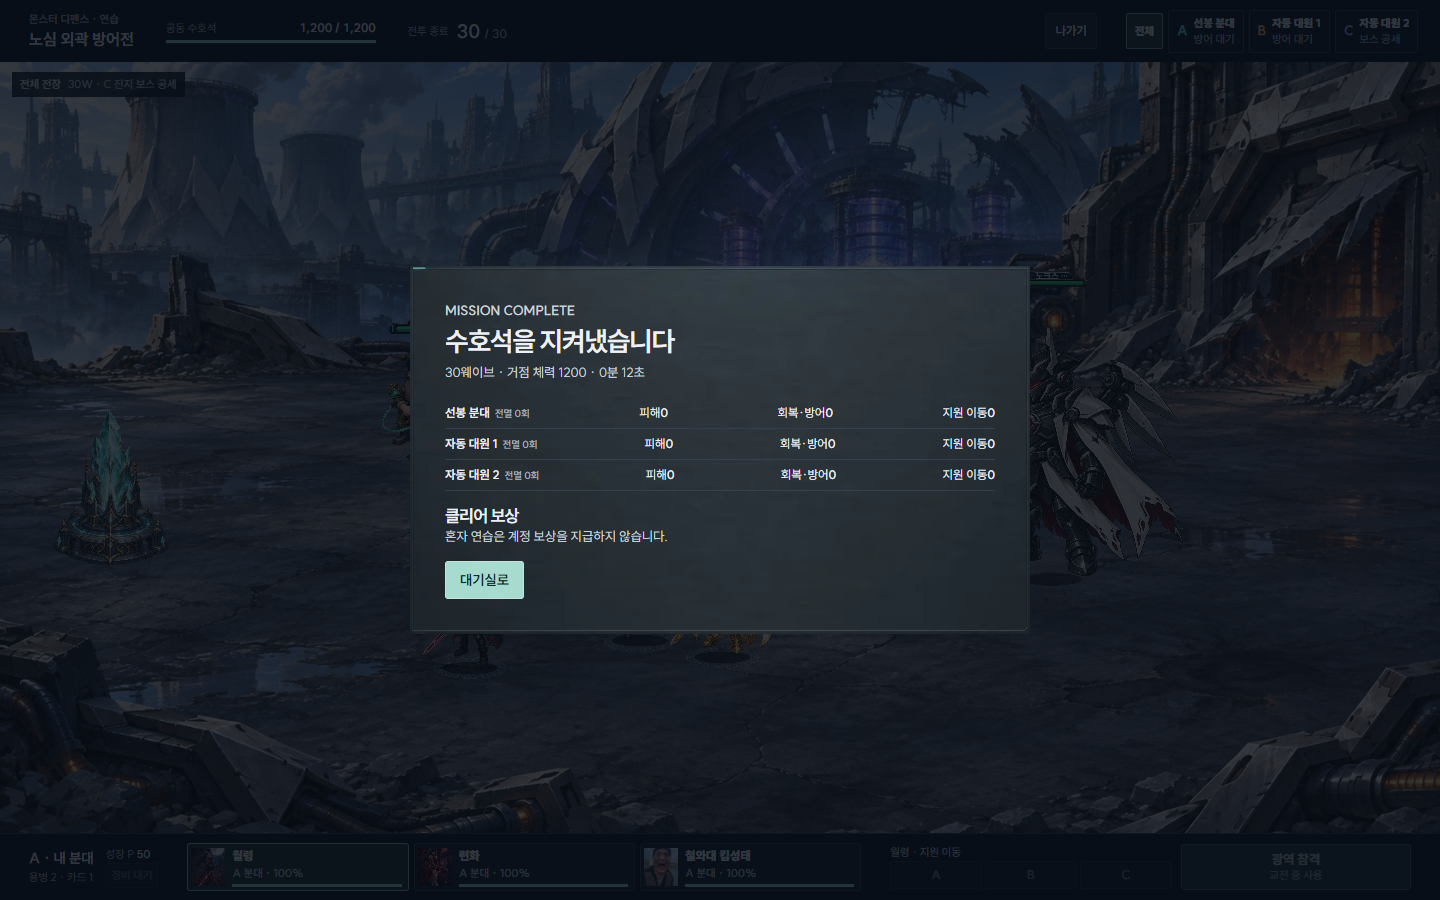 몬스터 디펜스 · 연습
노심 외곽 방어전
공동 수호석 1,200 / 1,200
전투 종료 30 / 30
나가기
전체
A 선봉 분대
방어 대기
B 자동 대원 1
방어 대기
C 자동 대원 2
보스 공세
전체 전장 30W · C 진지 보스 공세
MISSION COMPLETE
수호석을 지켜냈습니다
30웨이브 · 거점 체력 1200 · 0분 12초
선봉 분대 전멸 0회 피해0 회복·방어0 지원 이동0
자동 대원 1 전멸 0회 피해0 회복·방어0 지원 이동0
자동 대원 2 전멸 0회 피해0 회복·방어0 지원 이동0
클리어 보상
혼자 연습은 계정 보상을 지급하지 않습니다.
대기실로
A · 내 분대 성장 P 50
용병 2 · 카드 1 정비 대기
월령
A 분대 · 100%
련화
A 분대 · 100%
철와대 킴성태
A 분대 · 100%
월령 · 지원 이동
A B C
광역 참격
교전 중 사용